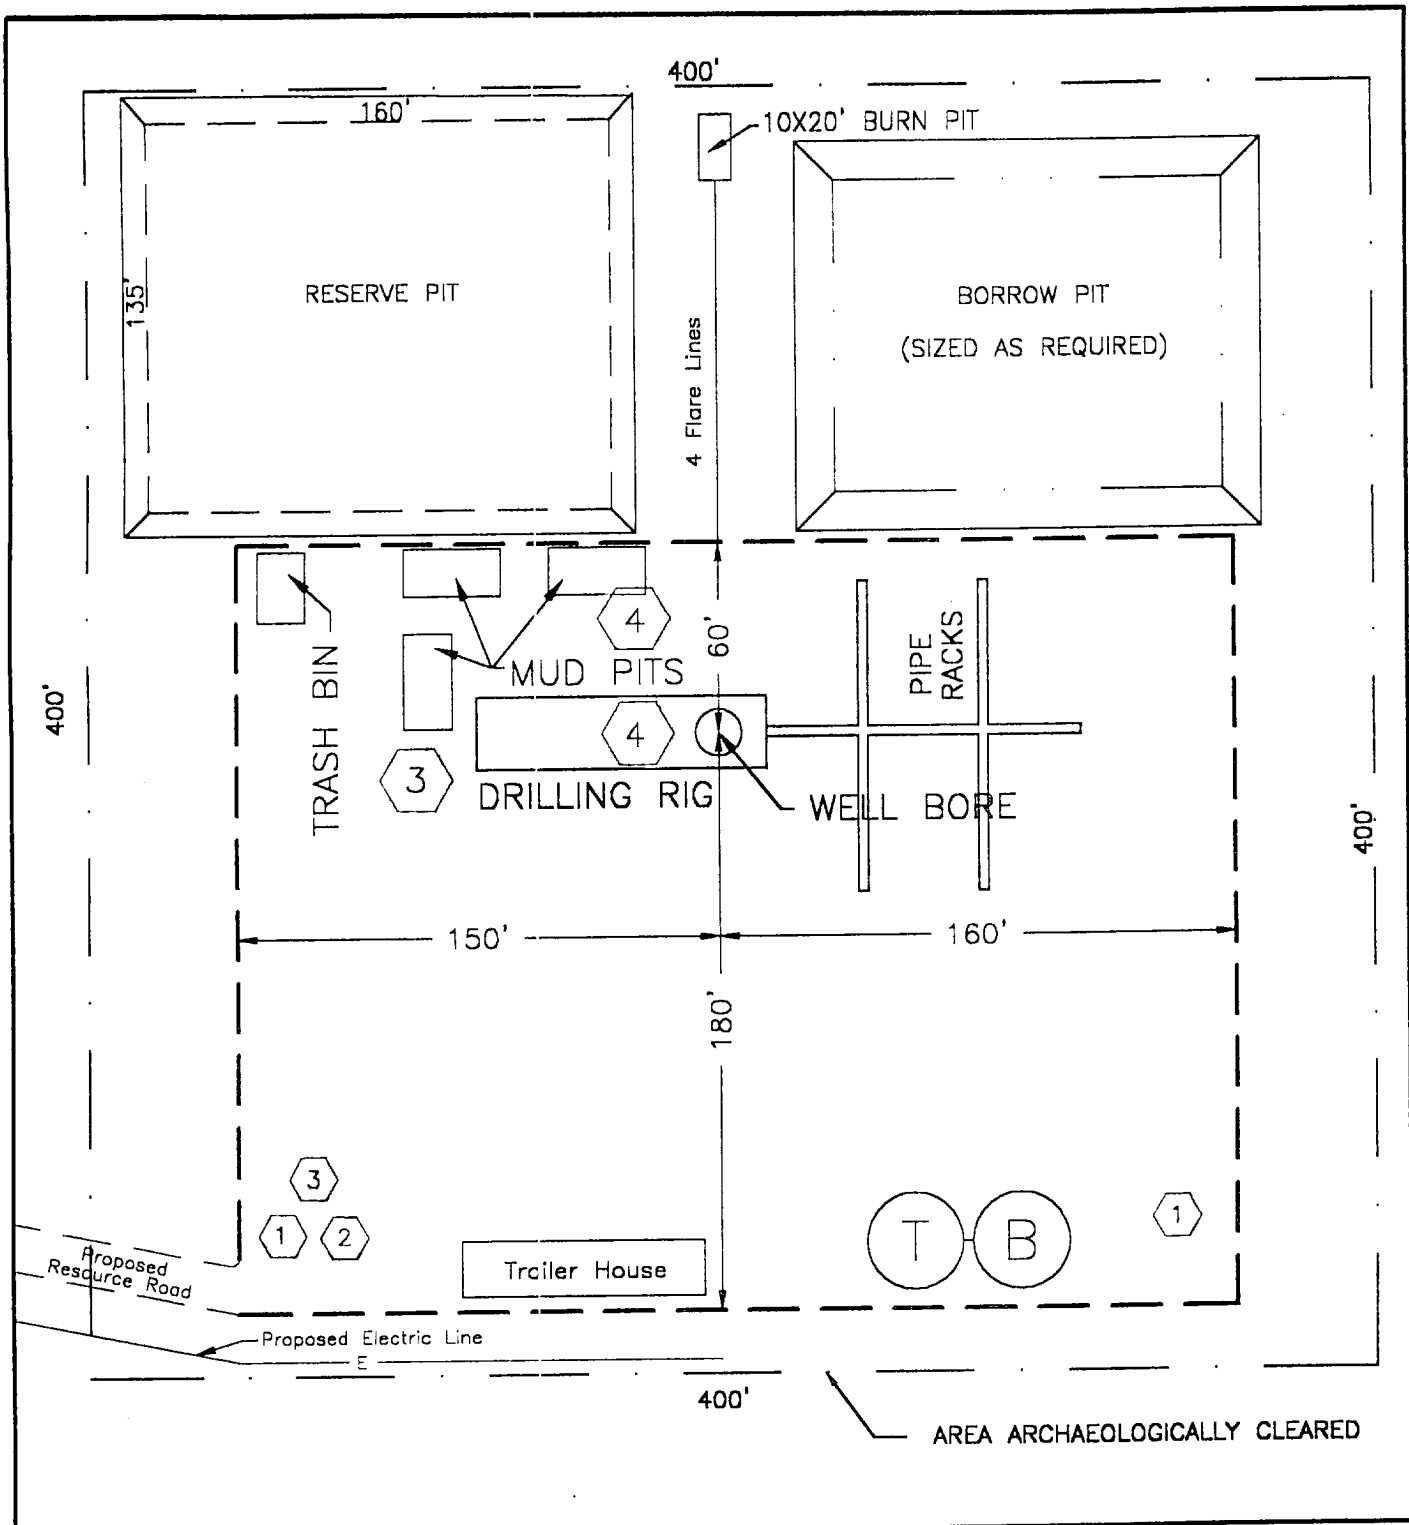 400'
160'
10X20' BURN PIT
135'
RESERVE PIT
4 Flare Lines
BORROW PIT
(SIZED AS REQUIRED)
TRASH BIN
MUD PITS
4
60'
PIPE
RACKS
400'
4
3
DRILLING RIG
WELL BORE
400'
150'
160'
180'
3
1
2
Proposed
Resource Road
Trailer House
T
B
1
Proposed Electric Line
E
400'
AREA ARCHAEOLOGICALLY CLEARED